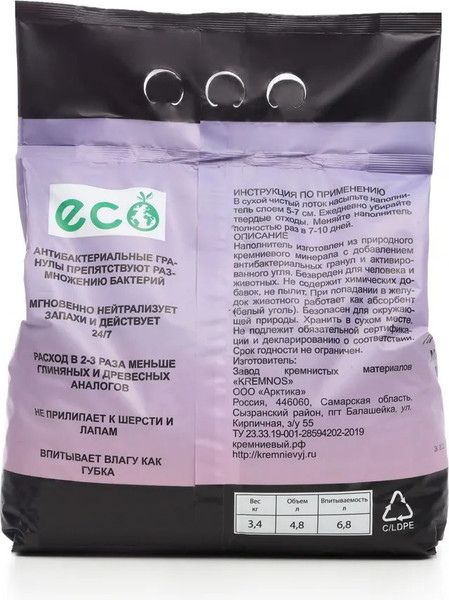 eco
АНТИБАКТЕРИАЛЬНЫЕ ГРА-
НУЛЫ ПРЕПЯТСТВУЮТ РАЗ-
МНОЖЕНИЮ БАКТЕРИЙ
МГНОВЕННО НЕЙТРАЛИЗУЕТ
ЗАПАХИ И ДЕЙСТВУЕТ
24/7
РАСХОД В 2-3 РАЗА МЕНЬШЕ
ГЛИНЯНЫХ И ДРЕВЕСНЫХ
АНАЛОГОВ
НЕ ПРИЛИПАЕТ К ШЕРСТИ И
ЛАПАМ
ВПИТЫВАЕТ ВЛАГУ КАК
ГУБКА
ИНСТРУКЦИЯ ПО ПРИМЕНЕНИЮ
В сухой чистый лоток насыпьте наполни-
тель слоем 5-7 см. Ежедневно убирайте
твердые отходы. Меняйте наполнитель
полностью раз в 7-10 дней.
ОПИСАНИЕ
Наполнитель изготовлен из природного
кремниевого минерала с добавлением
антибактериальных гранул и активиро-
ванного угля. Безвреден для человека и
животных. Не содержит химических до-
бавок, не пылит. При попадании в желу-
док животного работает как абсорбент
(белый уголь). Безопасен для окружаю-
щей природы. Хранить в сухом месте.
Не подлежит обязательной сертифика-
ции и декларированию о соответствии.
Срок годности не ограничен.
Изготовитель:
Завод кремнистых материалов
«KREMNOS»
ООО «Арктика»
Россия, 446060, Самарская область,
Сызранский район, пгт Балашейка, ул.
Кирпичная, з/у 55
ТУ 23.33.19-001-28594202-2019
кремниевый.рф
http://kremnievyj.ru
Вес кг Объем л Впитываемость л
3,4 4,8 6,8
C/LDPE